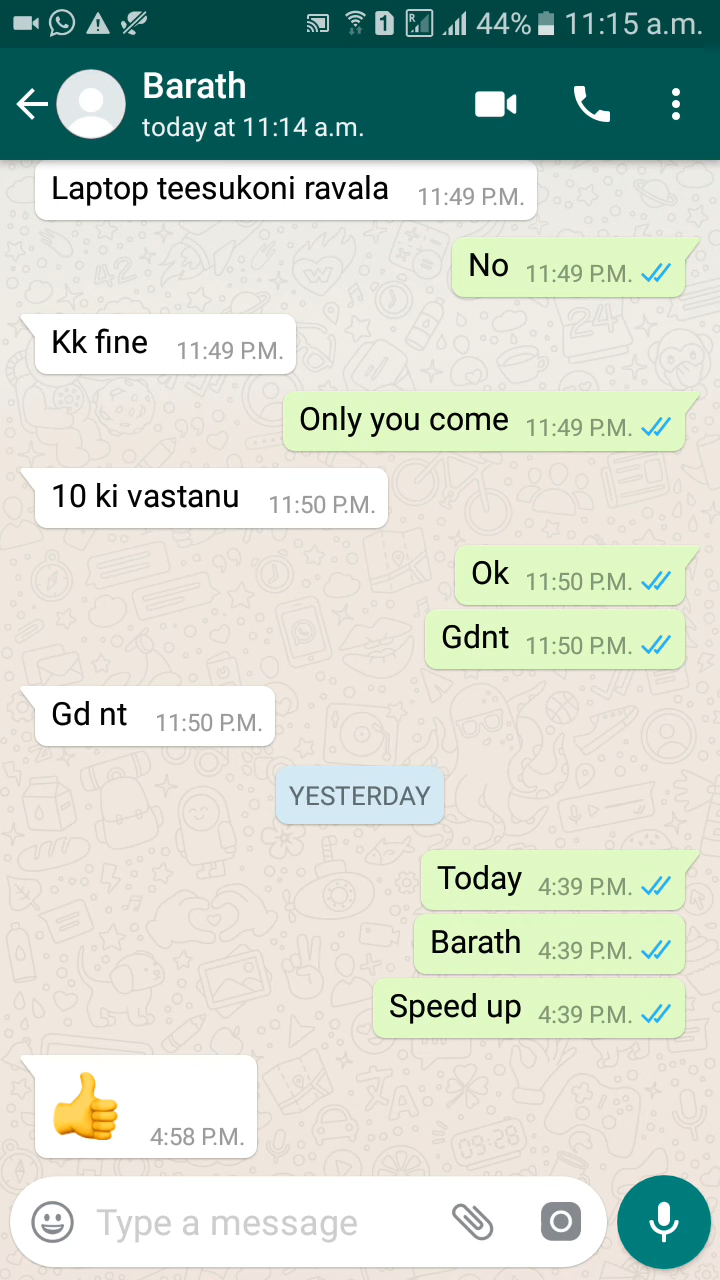 1 R 44% 11:15 a.m.
Barath
today at 11:14 a.m.
Laptop teesukoni ravala 11:49 P.M.
No 11:49 P.M.
Kk fine 11:49 P.M.
Only you come 11:49 P.M.
10 ki vastanu 11:50 P.M.
Ok 11:50 P.M.
Gdnt 11:50 P.M.
Gd nt 11:50 P.M.
YESTERDAY
Today 4:39 P.M.
Barath 4:39 P.M.
Speed up 4:39 P.M.
👍 4:58 P.M.
Type a message